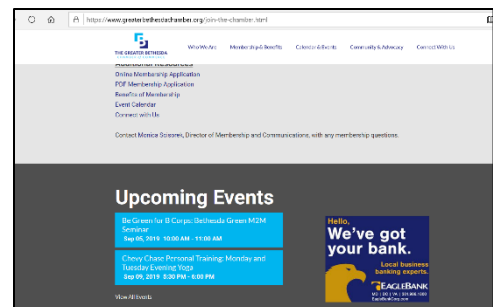 https://www.greaterbethesdachamber.org/join-the-chamber.html
THE GREATER BETHESDA
Who We Are
Membership & Benefits
Calendar & Events
Community & Advocacy
Connect With Us
Additional Resources
Online Membership Application
PDF Membership Application
Benefits of Membership
Event Calendar
Connect with Us
Contact Monica Sciscarek, Director of Membership and Communications, with any membership questions.
Upcoming Events
Be Green for B Corps: Bethesda Green M2M
Seminar
Sep 05, 2019 10:00 AM - 11:00 AM
Chevy Chase Personal Training: Monday and
Tuesday Evening Yoga
Sep 09, 2019 5:30 PM - 6:00 PM
View All Events
Hello,
We've got
your bank.
Local business
banking experts.
EAGLEBANK